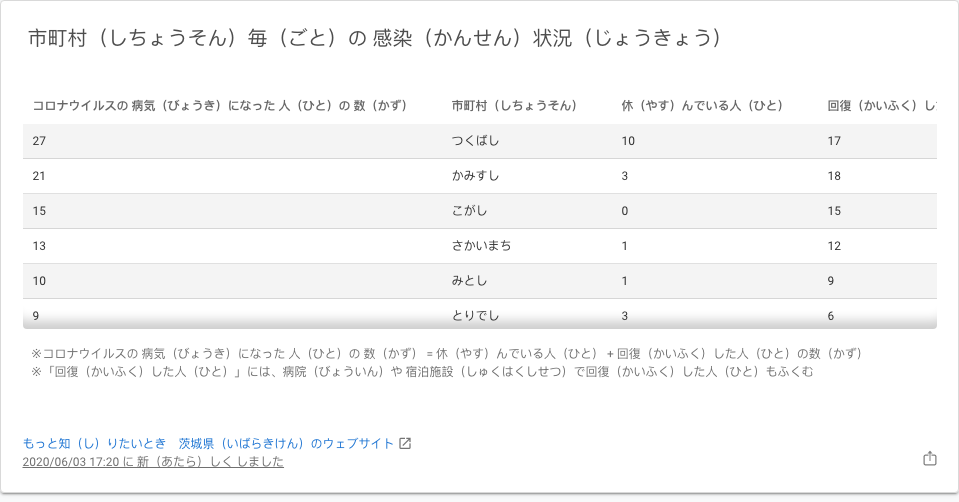 市町村（しちょうそん）毎（ごと）の 感染（かんせん）状況（じょうきょう）
コロナウイルスの 病気（びょうき）になった 人（ひと）の 数（かず） 市町村（しちょうそん） 休（やす）んでいる人（ひと） 回復（かいふく）し
27 つくばし 10 17
21 かみすし 3 18
15 こがし 0 15
13 さかいまち 1 12
10 みとし 1 9
9 とりでし 3 6
※コロナウイルスの 病気（びょうき）になった 人（ひと）の 数（かず） = 休（やす）んでいる人（ひと） + 回復（かいふく）した人（ひと）の数（かず）
※「回復（かいふく）した人（ひと）」には、病院（びょういん）や 宿泊施設（しゅくはくしせつ）で回復（かいふく）した人（ひと）もふくむ
もっと知（し）りたいとき　茨城県（いばらきけん）のウェブサイト
2020/06/03 17:20 に 新（あたら）しく しました